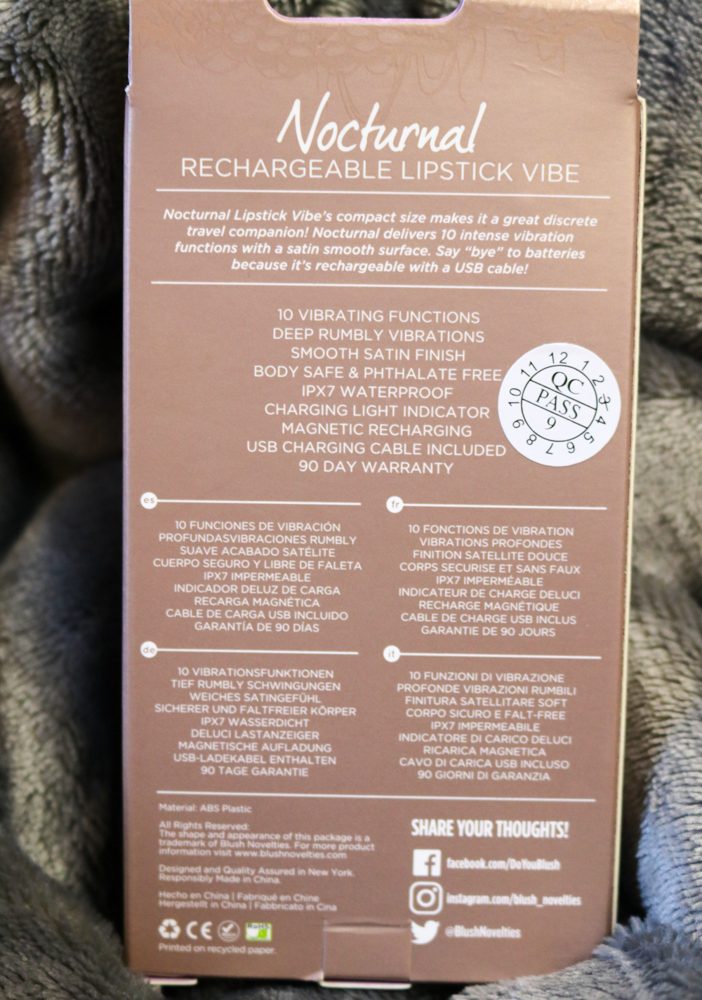 Nocturnal
RECHARGEABLE LIPSTICK VIBE
Nocturnal Lipstick Vibe's compact size makes it a great discrete
travel companion! Nocturnal delivers 10 intense vibration
functions with a satin smooth surface. Say "bye" to batteries
because it's rechargeable with a USB cable!
10 VIBRATING FUNCTIONS
DEEP RUMBLY VIBRATIONS
SMOOTH SATIN FINISH
BODY SAFE & PHTHALATE FREE
IPX7 WATERPROOF
CHARGING LIGHT INDICATOR
MAGNETIC RECHARGING
USB CHARGING CABLE INCLUDED
90 DAY WARRANTY
12 1 2 3 4 5 6 7 8 9 10 11
QC
PASS
9
es
10 FUNCIONES DE VIBRACIÓN
PROFUNDASVIBRACIONES RUMBLY
SUAVE ACABADO SATÉLITE
CUERPO SEGURO Y LIBRE DE FALETA
IPX7 IMPERMEABLE
INDICADOR DELUZ DE CARGA
RECARGA MAGNÉTICA
CABLE DE CARGA USB INCLUIDO
GARANTÍA DE 90 DÍAS
fr
10 FONCTIONS DE VIBRATION
VIBRATIONS PROFONDES
FINITION SATELLITE DOUCE
CORPS SECURISE ET SANS FAUX
IPX7 IMPERMÉABLE
INDICATEUR DE CHARGE DELUCI
RECHARGE MAGNÉTIQUE
CABLE DE CHARGE USB INCLUS
GARANTIE DE 90 JOURS
de
10 VIBRATIONSFUNKTIONEN
TIEF RUMBLY SCHWINGUNGEN
WEICHES SATINGEFÜHL
SICHERER UND FALTFREIER KÖRPER
IPX7 WASSERDICHT
DELUCI LASTANZEIGER
MAGNETISCHE AUFLADUNG
USB-LADEKABEL ENTHALTEN
90 TAGE GARANTIE
it
10 FUNZIONI DI VIBRAZIONE
PROFONDE VIBRAZIONI RUMBILI
FINITURA SATELLITARE SOFT
CORPO SICURO E FALT-FREE
IPX7 IMPERMEABILE
INDICATORE DI CARICO DELUCI
RICARICA MAGNETICA
CAVO DI CARICA USB INCLUSO
90 GIORNI DI GARANZIA
Material: ABS Plastic
All Rights Reserved:
The shape and appearance of this package is a
trademark of Blush Novelties. For more product
information visit www.blushnovelties.com
Designed and Quality Assured in New York.
Responsibly Made in China.
Hecho en China | Fabriqué en Chine
Hergestellt in China | Fabbricato in Cina
CE
RoHS
Printed on recycled paper.
SHARE YOUR THOUGHTS!
facebook.com/DoYouBlush
instagram.com/blush_novelties
@BlushNovelties